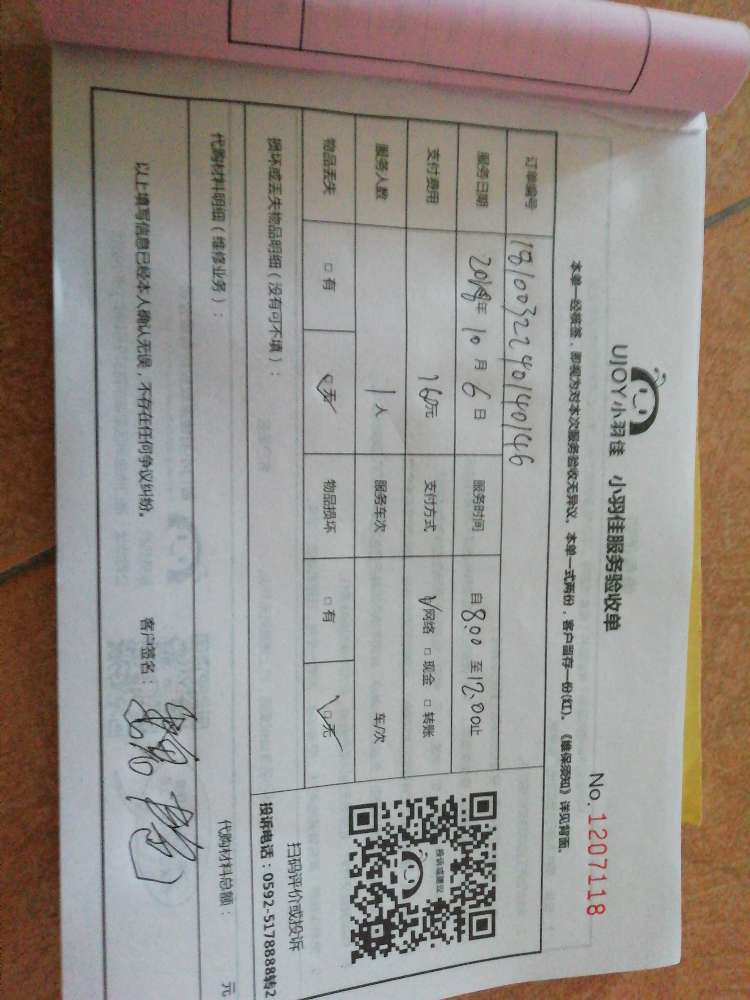 UJOY小羽佳 小羽佳服务验收单
No. 1207118
本单一经核签，即视为对本次服务验收无异议。本单一式两份，客户留存一份(红)。《维保须知》详见背面。
订单编号 1810032240140146
服务日期 2018年 10 月 6 日 服务时间 自 8:00 至 12:00止
支付费用 160元 支付方式 ☑网络 □ 现金 □ 转账
服务人数 1 人 服务车次 车/次
物品丢失 □ 有 ☑无 物品损坏 □ 有 ☑无
损坏或丢失物品明细（没有可不填）：
代购材料明细（维修业务）：
代购材料总额： 元
以上填写信息已经本人确认无误，不存在任何争议纠纷。 客户签名：
投诉或建议
扫码评价或投诉
投诉电话：0592-5178888转2